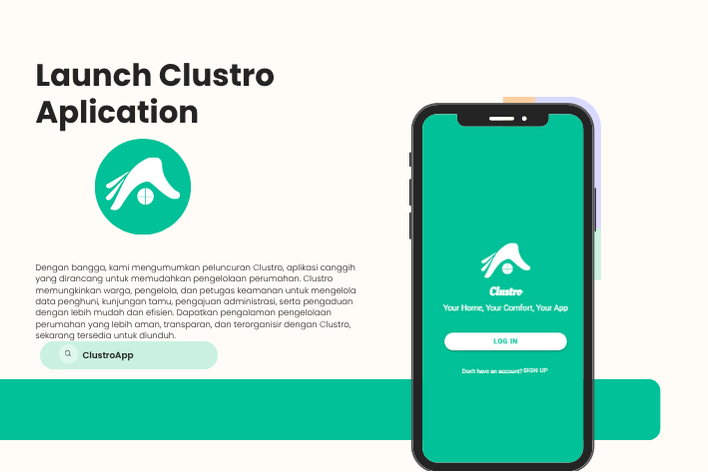 Launch Clustro
Aplication
Dengan bangga, kami mengumumkan peluncuran Clustro, aplikasi canggih
yang dirancang untuk memudahkan pengelolaan perumahan. Clustro
memungkinkan warga, pengelola, dan petugas keamanan untuk mengelola
data penghuni, kunjungan tamu, pengajuan administrasi, serta pengaduan
dengan lebih mudah dan efisien. Dapatkan pengalaman pengelolaan
perumahan yang lebih aman, transparan, dan terorganisir dengan Clustro,
sekarang tersedia untuk diunduh.
ClustroApp
Clustro
Your Home, Your Comfort, Your App
LOG IN
Don't have an account? SIGN UP